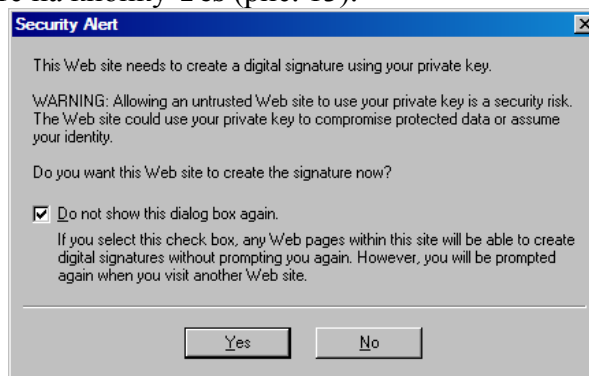 на кнопку Yes (рис. 15).
Security Alert
This Web site needs to create a digital signature using your private key.
WARNING: Allowing an untrusted Web site to use your private key is a security risk.
The Web site could use your private key to compromise protected data or assume
your identity.
Do you want this Web site to create the signature now?
Do not show this dialog box again.
If you select this check box, any Web pages within this site will be able to create
digital signatures without prompting you again. However, you will be prompted
again when you visit another Web site.
Yes
No